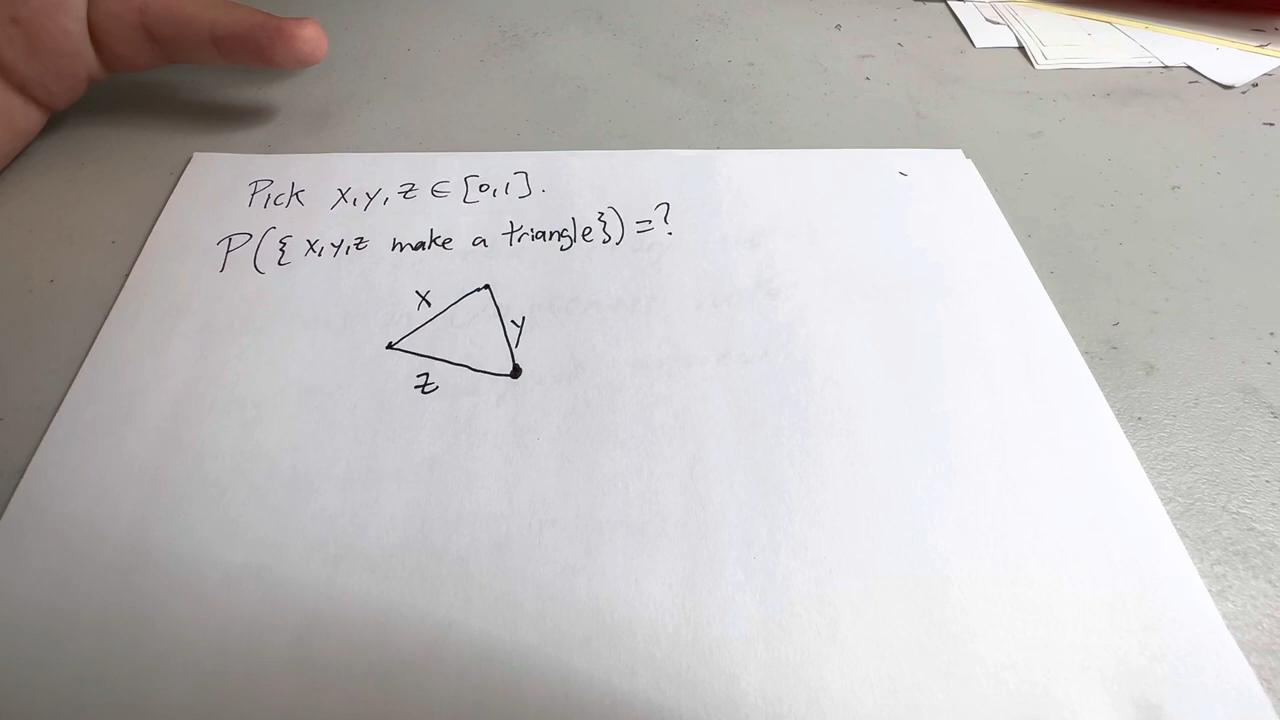 Pick x,y,z ∈ [0,1].
P({x,y,z make a triangle}) = ?
x
y
z